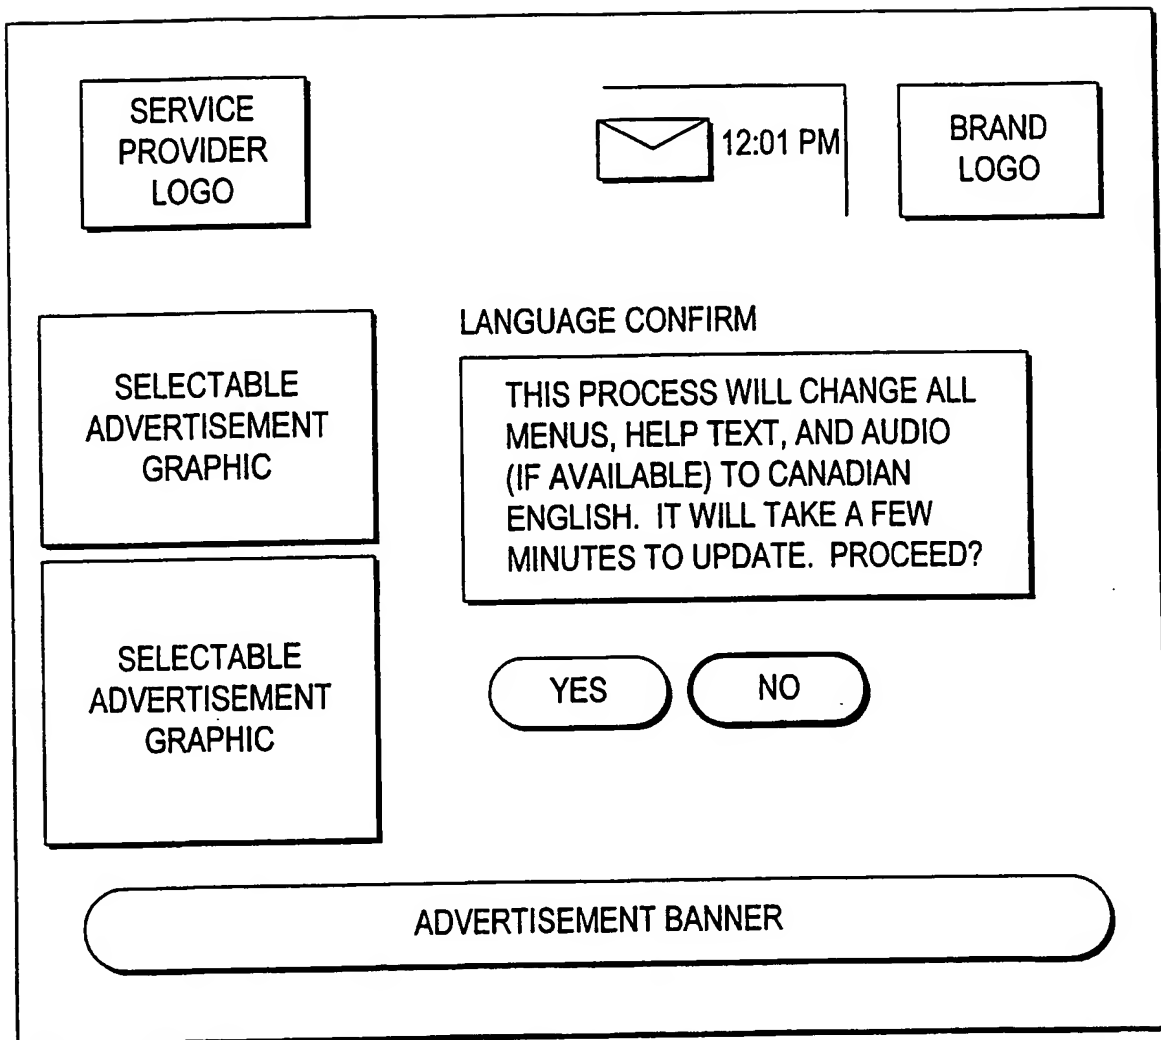 SERVICE
PROVIDER
LOGO
12:01 PM
BRAND
LOGO
LANGUAGE CONFIRM
SELECTABLE
ADVERTISEMENT
GRAPHIC
THIS PROCESS WILL CHANGE ALL
MENUS, HELP TEXT, AND AUDIO
(IF AVAILABLE) TO CANADIAN
ENGLISH. IT WILL TAKE A FEW
MINUTES TO UPDATE. PROCEED?
SELECTABLE
ADVERTISEMENT
GRAPHIC
YES
NO
ADVERTISEMENT BANNER